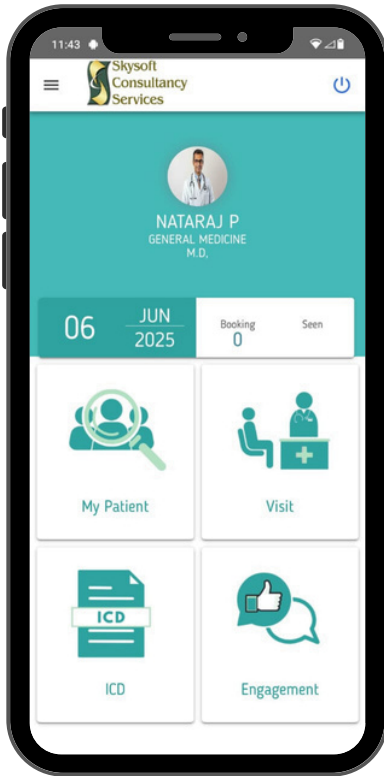 11:43
Skysoft
Consultancy
Services
NATARAJ P
GENERAL MEDICINE
M.D,
06
JUN
2025
Booking
0
Seen
My Patient
Visit
ICD
ICD
Engagement